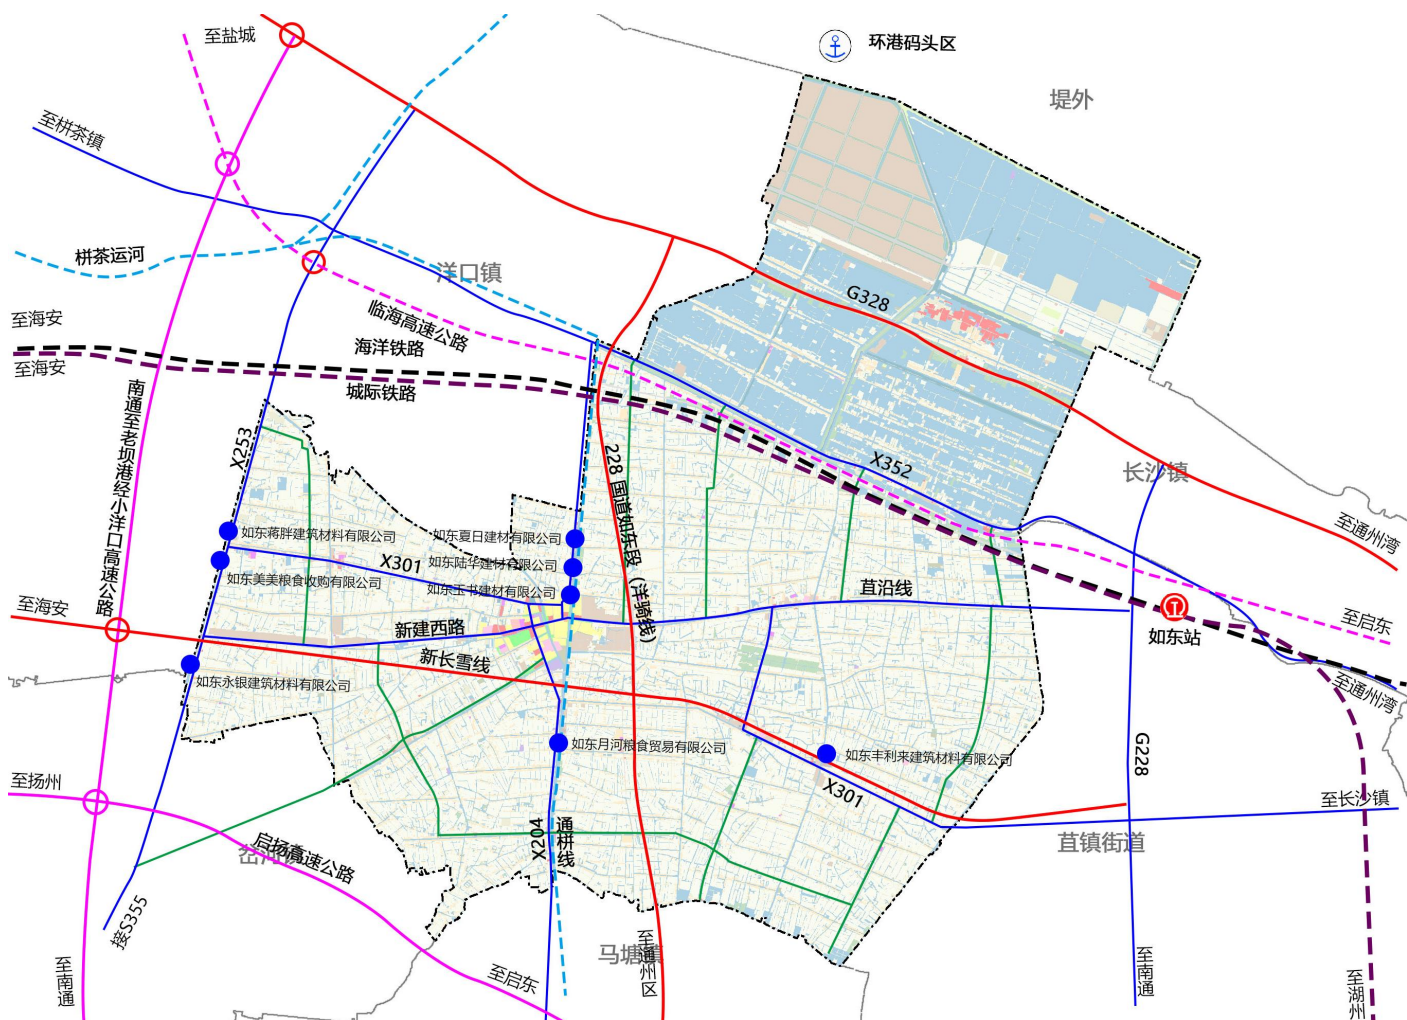 至盐城
环港码头区
堤外
至栟茶镇
栟茶运河
洋口镇
G328
至海安
临海高速公路
海洋铁路
至海安
城际铁路
南通至老坝港经小洋口高速公路
X253
228 国道如东段（洋骑线）
X352
长沙镇
至通州湾
如东蒋胖建筑材料有限公司
如东夏日建材有限公司
X301
如东陆华建材有限公司
如东美美粮食收购有限公司
如东玉书建材有限公司
苴沿线
至海安
新建西路
至启东
如东站
新长雪线
如东永银建筑材料有限公司
至通州湾
如东月河粮食贸易有限公司
如东丰利来建筑材料有限公司
G228
至扬州
X301
至长沙镇
X204
通栟线
启扬高速公路
苴镇街道
接S355
马塘镇
至通州区
至启东
至南通
至南通
至湖州